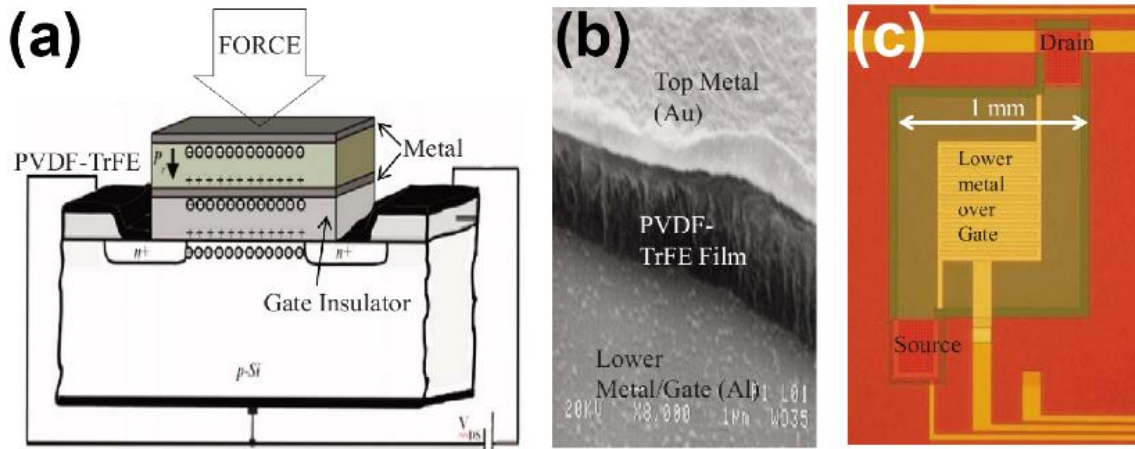 (a)
FORCE
PVDF-TrFE
Metal
n+
n+
Gate Insulator
p-Si
V
DS
(b)
Top Metal
(Au)
PVDF-
TrFE Film
Lower
Metal/Gate (Al)
20KV X8,000 1μm WD35
(c)
Drain
1 mm
Lower
metal
over
Gate
Source